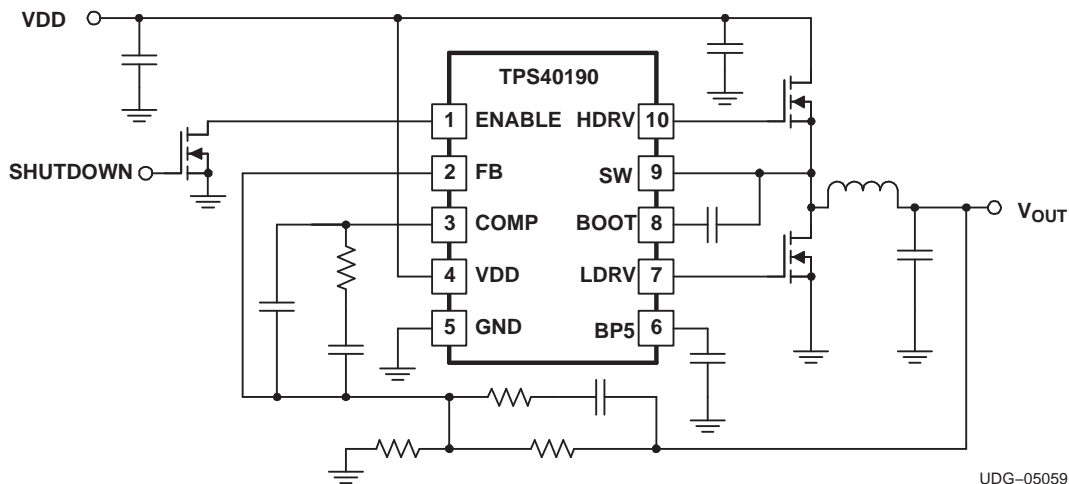 VDD
TPS40190
1 ENABLE HDRV 10
SHUTDOWN
2 FB SW 9
3 COMP BOOT 8
VOUT
4 VDD LDRV 7
5 GND BP5 6
UDG–05059